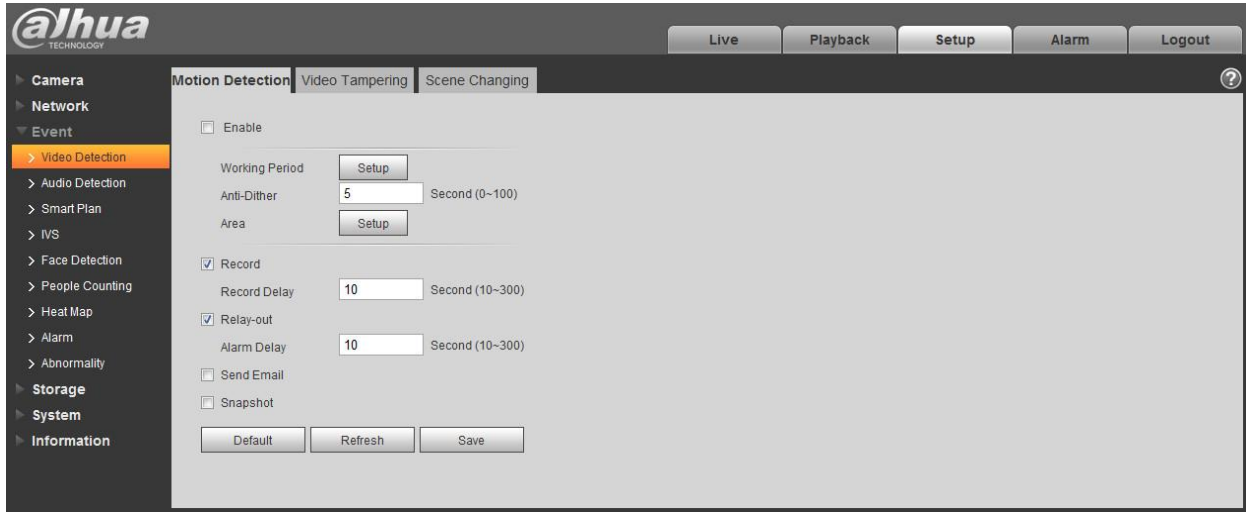 alhua
TECHNOLOGY
Live Playback Setup Alarm Logout
Camera
Network
Event
Video Detection
Audio Detection
Smart Plan
IVS
Face Detection
People Counting
Heat Map
Alarm
Abnormality
Storage
System
Information
Motion Detection Video Tampering Scene Changing ?
Enable
Working Period Setup
Anti-Dither 5 Second (0~100)
Area Setup
Record
Record Delay 10 Second (10~300)
Relay-out
Alarm Delay 10 Second (10~300)
Send Email
Snapshot
Default Refresh Save